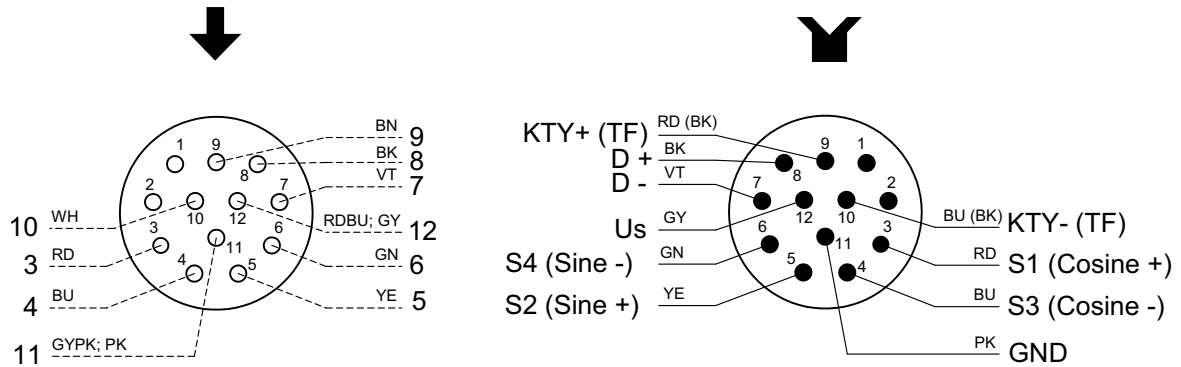 1 9 BN 9
8 BK 8
2 7 VT 7
10 WH 10 12 RDBU; GY 12
3 RD 3 11 6 GN 6
4 BU 4 5 YE 5
11 GYPK; PK
KTY+ (TF) RD (BK) 9 1
D + BK 8
D - VT 7 2
Us GY 12 10 BU (BK) KTY- (TF)
S4 (Sine -) GN 6 11 3 RD S1 (Cosine +)
S2 (Sine +) YE 5 4 BU S3 (Cosine -)
PK GND